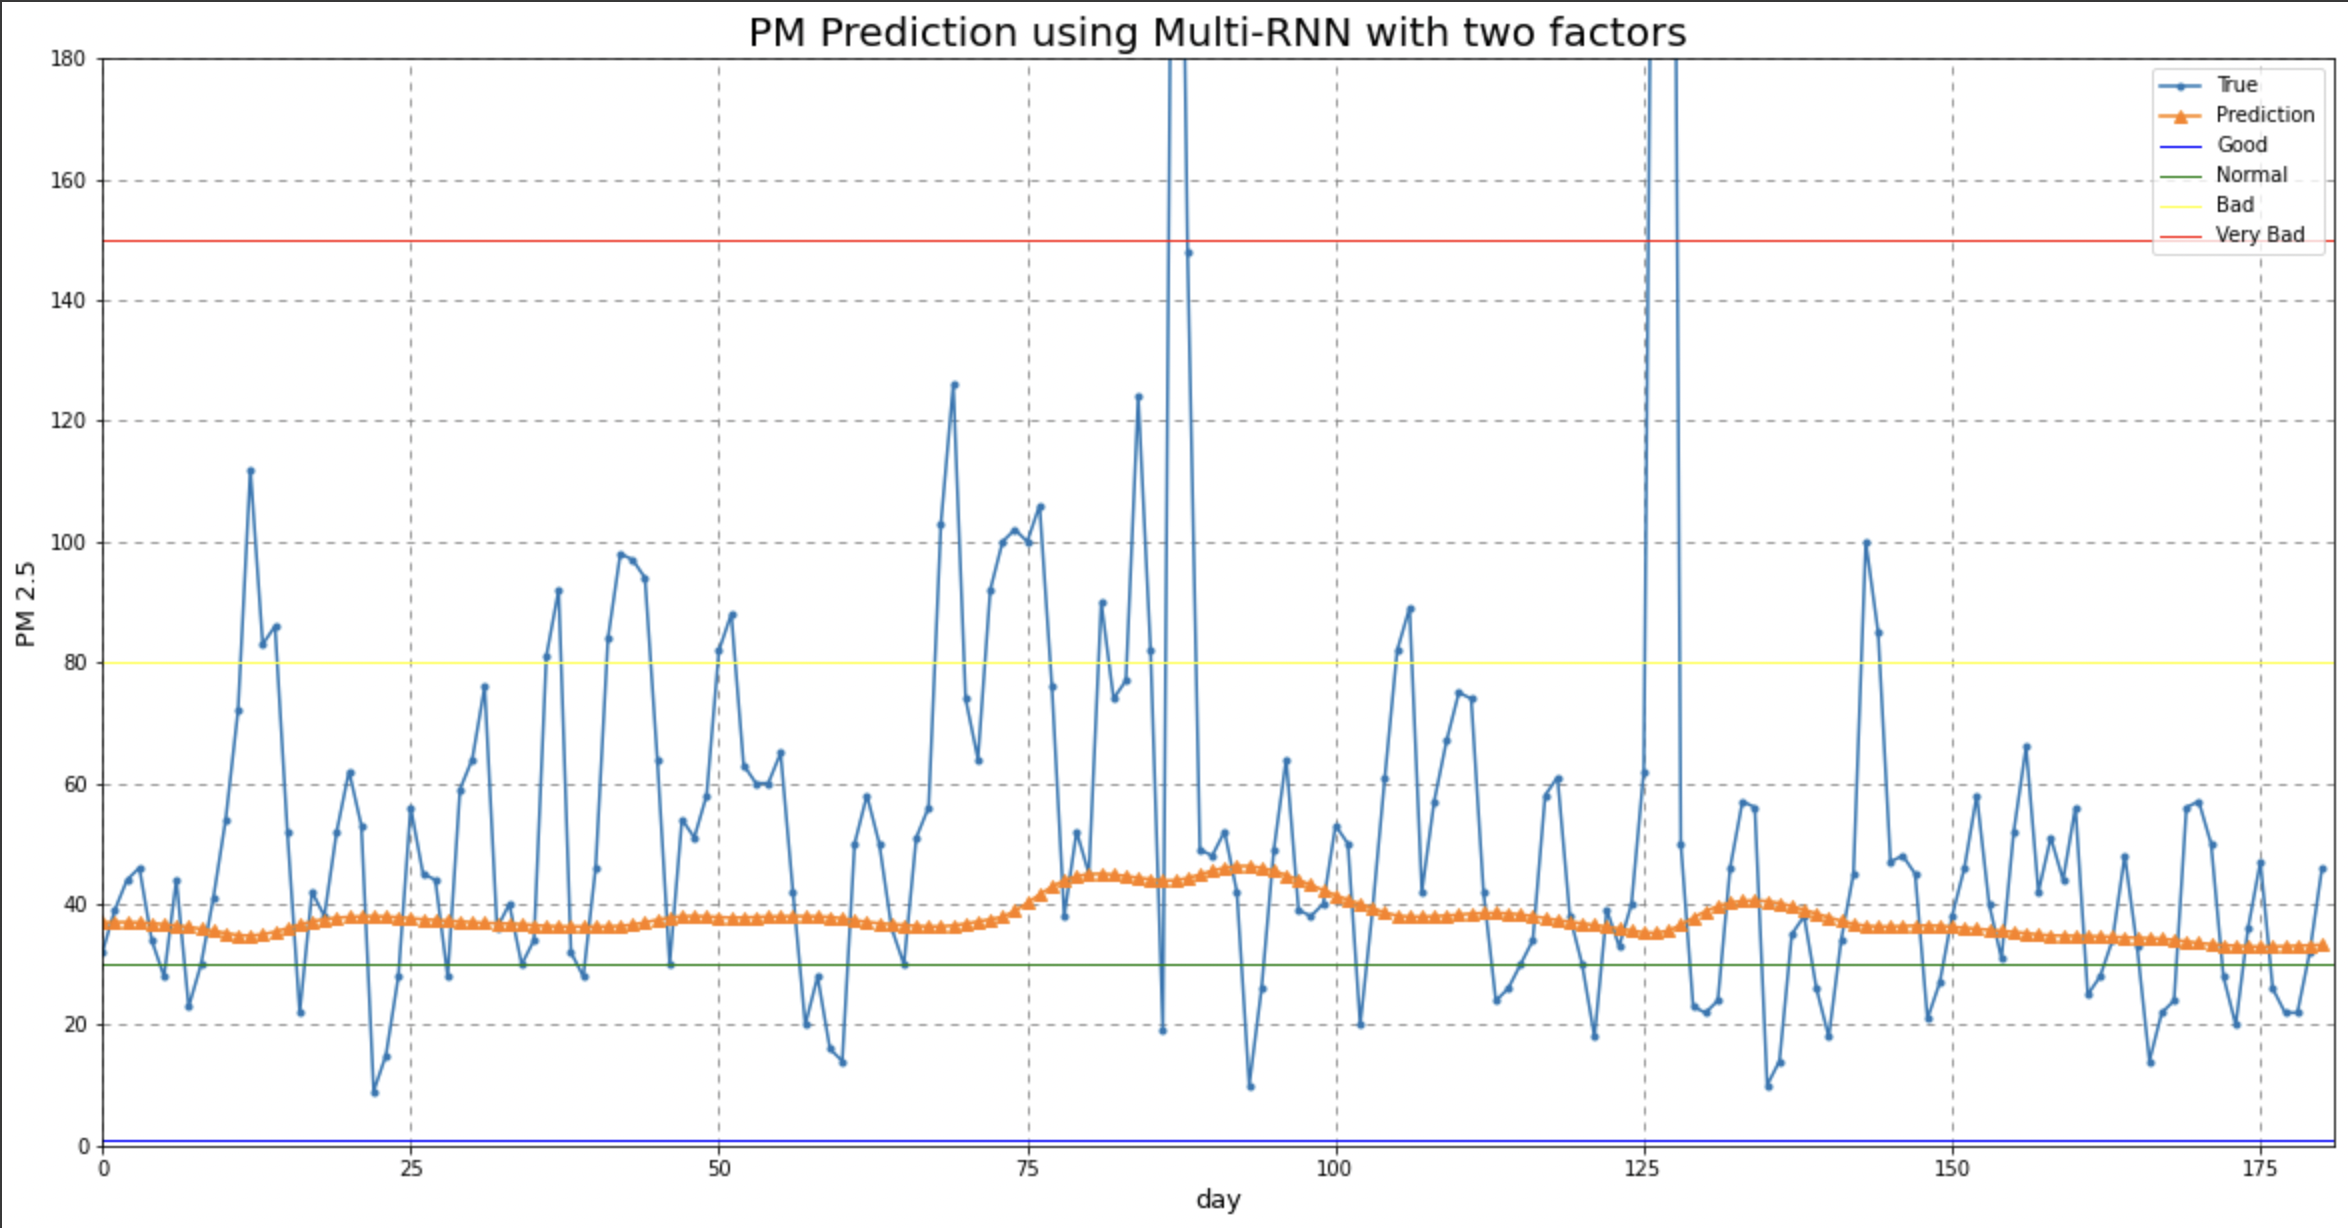 PM Prediction using Multi-RNN with two factors
180
160
140
120
100
80
60
40
20
0
PM 2.5
True
Prediction
Good
Normal
Bad
Very Bad
0 25 50 75 100 125 150 175
day